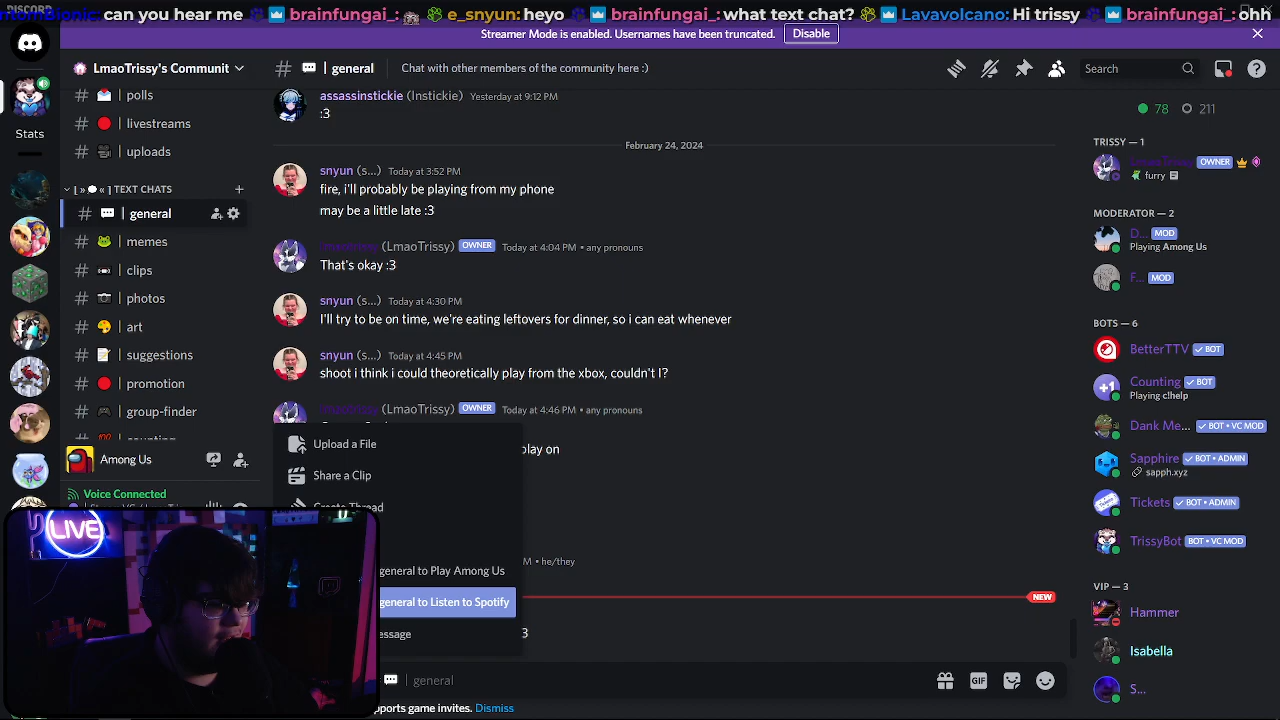 can you hear me brainfungai_: e_snyun: heyo brainfungai_: what text chat? Lavavolcano: Hi trissy brainfungai_: ohh
Streamer Mode is enabled. Usernames have been truncated. Disable
LmaoTrissy's Communit
# general Chat with other members of the community here :)
Search
# | polls
# | livestreams
# | uploads
Stats
[ » « ] TEXT CHATS
# | general
# | memes
# | clips
# | photos
# | art
# | suggestions
# | promotion
# | group-finder
Among Us
Voice Connected
LIVE
assassinstickie (Instickie) Yesterday at 9:12 PM
:3
February 24, 2024
snyun (s...) Today at 3:52 PM
fire, i'll probably be playing from my phone
may be a little late :3
lmaotrissy (LmaoTrissy) OWNER Today at 4:04 PM • any pronouns
That's okay :3
snyun (s...) Today at 4:30 PM
I'll try to be on time, we're eating leftovers for dinner, so i can eat whenever
snyun (s...) Today at 4:45 PM
shoot i think i could theoretically play from the xbox, couldn't I?
lmaotrissy (LmaoTrissy) OWNER Today at 4:46 PM • any pronouns
play on
Upload a File
Share a Clip
Create Thread
M • he/they
general to Play Among Us
general to Listen to Spotify
NEW
essage
3
general
GIF
pports game invites. Dismiss
78 211
TRISSY — 1
LmaoTrissy OWNER
furry
MODERATOR — 2
D... MOD
Playing Among Us
F... MOD
BOTS — 6
BetterTTV BOT
+1 Counting BOT
Playing c!help
Dank Me... BOT • VC MOD
Sapphire BOT • ADMIN
sapph.xyz
Tickets BOT • ADMIN
TrissyBot BOT • VC MOD
VIP — 3
Hammer
Isabella
S...